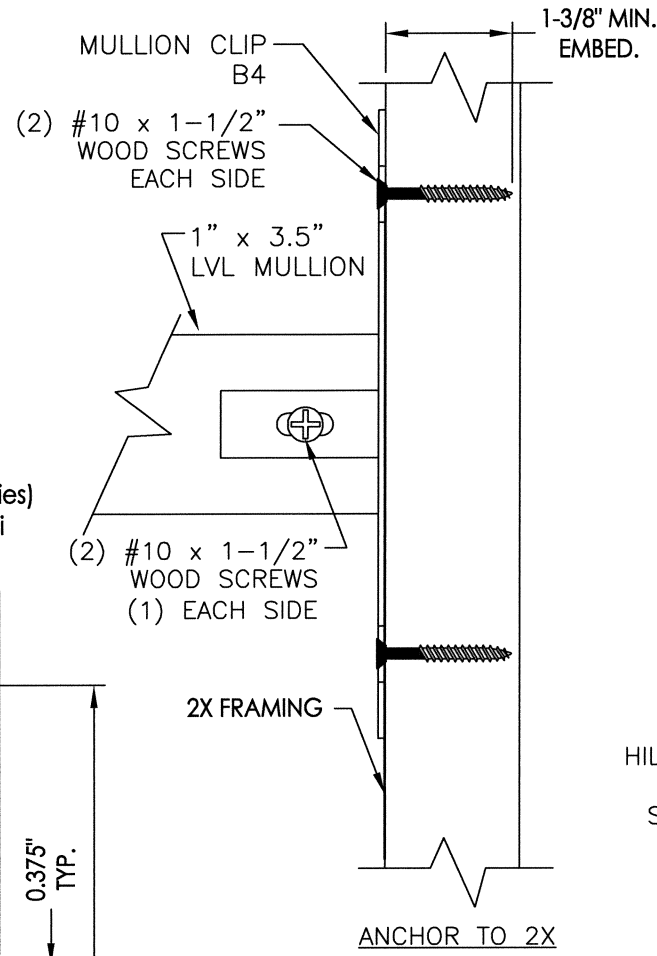 1-3/8" MIN.
EMBED.
MULLION CLIP
B4
(2) #10 x 1-1/2"
WOOD SCREWS
EACH SIDE
1" x 3.5"
LVL MULLION
ies)
i
(2) #10 x 1-1/2"
WOOD SCREWS
(1) EACH SIDE
2X FRAMING
HIL
S
0.375"
TYP.
ANCHOR TO 2X